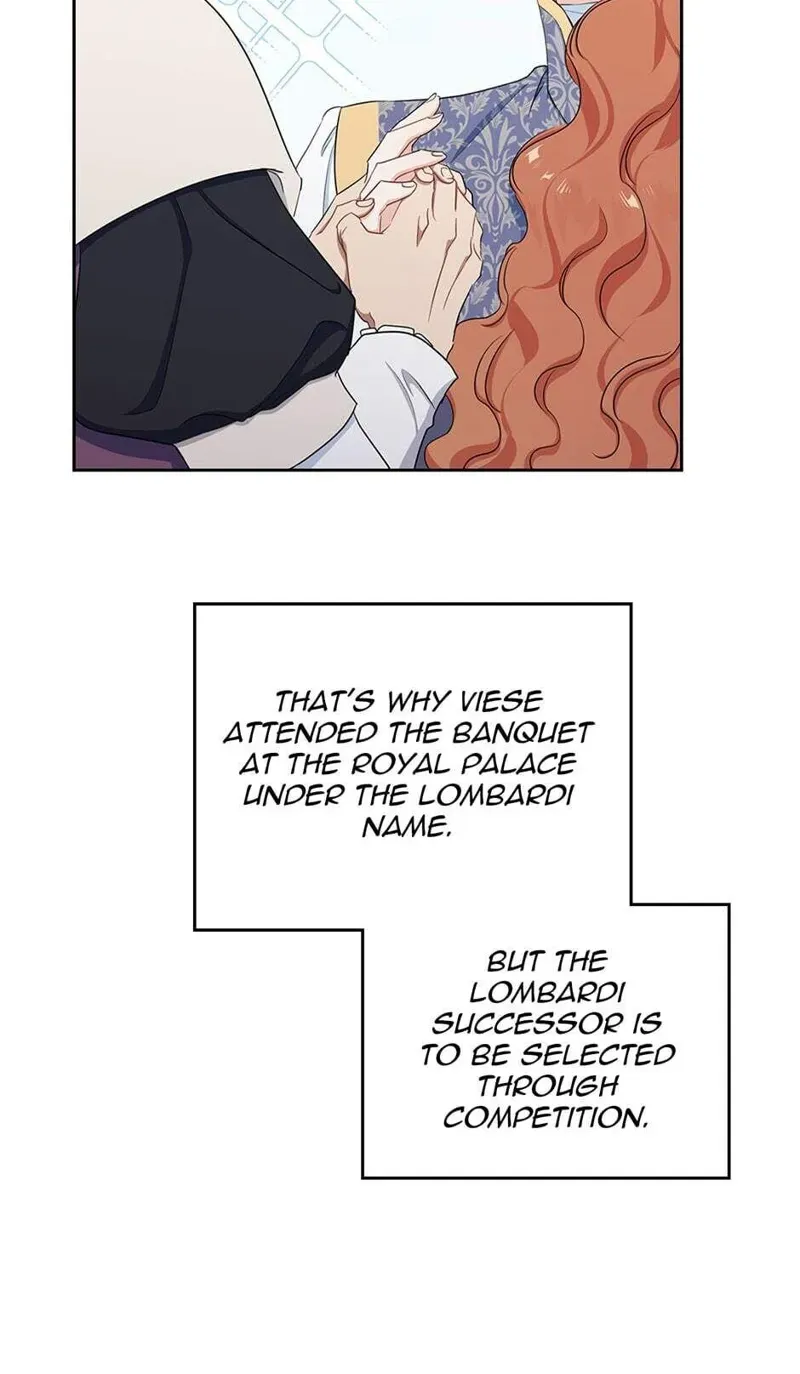 THAT'S WHY VIESE
ATTENDED THE BANQUET
AT THE ROYAL PALACE
UNDER THE LOMBARDI
NAME.
BUT THE
LOMBARDI
SUCCESSOR IS
TO BE SELECTED
THROUGH
COMPETITION.